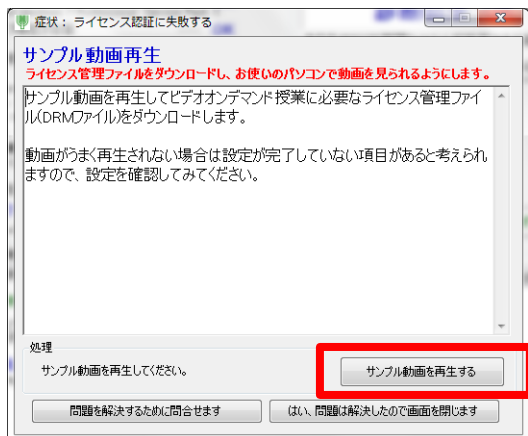 症状： ライセンス認証に失敗する
サンプル動画再生
ライセンス管理ファイルをダウンロードし、お使いのパソコンで動画を見られるようにします。
サンプル動画を再生してビデオオンデマンド授業に必要なライセンス管理ファイ
ル(DRMファイル)をダウンロードします。
動画がうまく再生されない場合は設定が完了していない項目があると考えられ
ますので、設定を確認してみてください。
処理
サンプル動画を再生してください。
サンプル動画を再生する
問題を解決するために問合せます
はい、問題は解決したので画面を閉じます